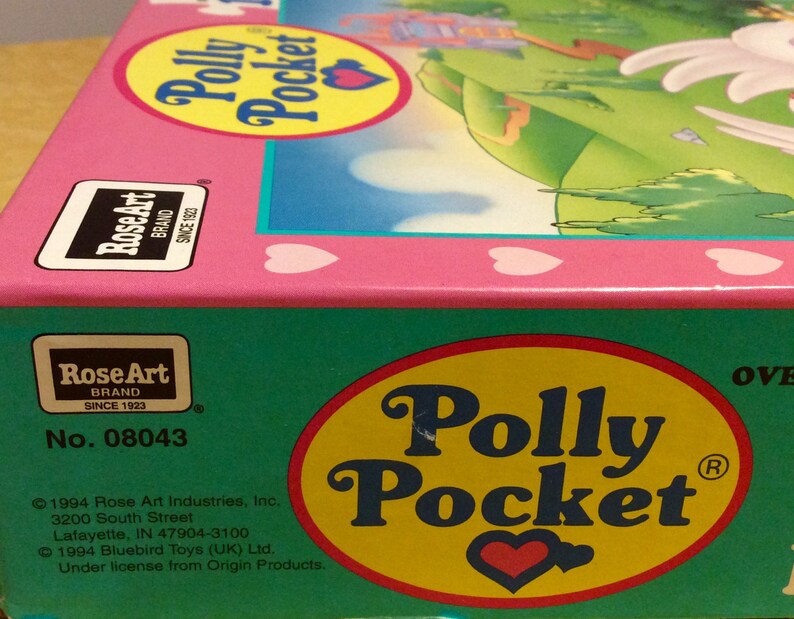 Polly
Pocket®
RoseArt®
BRAND
SINCE 1923
RoseArt®
BRAND
SINCE 1923
No. 08043
© 1994 Rose Art Industries, Inc.
3200 South Street
Lafayette, IN 47904-3100
© 1994 Bluebird Toys (UK) Ltd.
Under license from Origin Products.
Polly
Pocket®
OVE